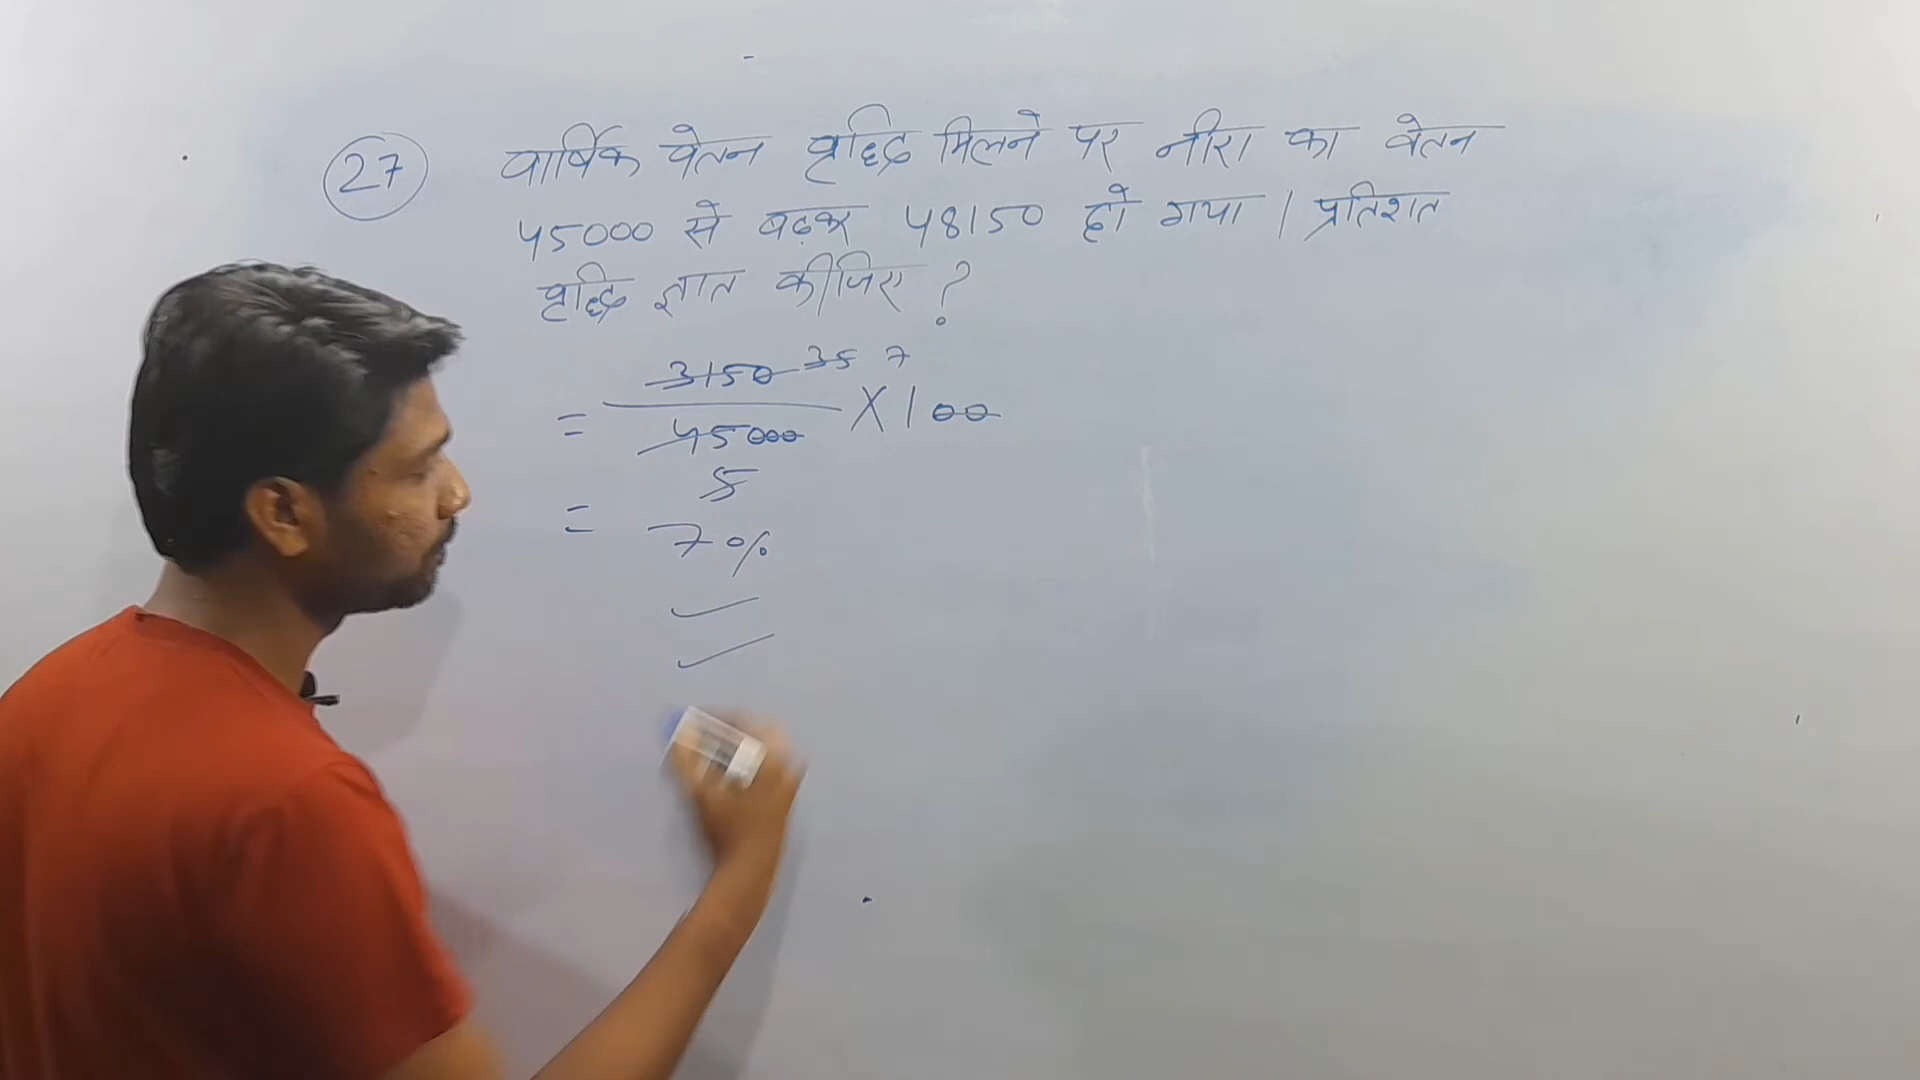 27 वार्षिक वेतन वृद्धि मिलने पर नीरा का वेतन
45000 से बढ़कर 48150 हो गया । प्रतिशत
वृद्धि ज्ञात कीजिए ?
3150 35 7
= ――― X 100
45000
5
= 7%